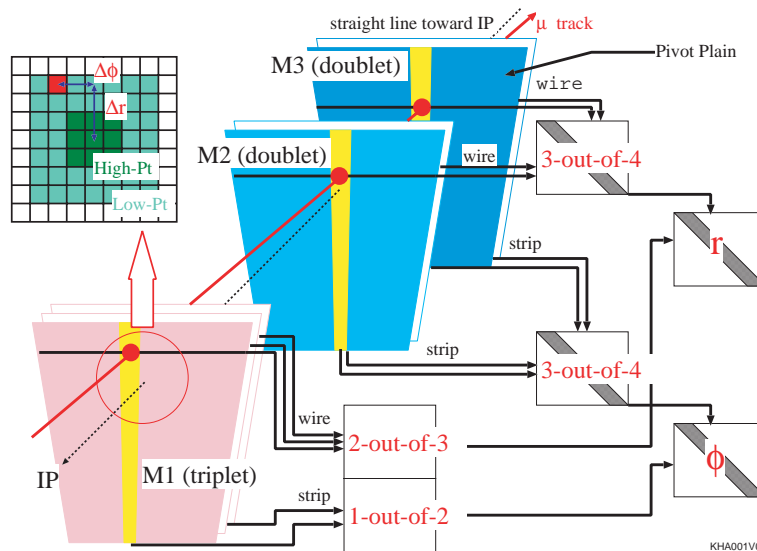 straight line toward IP
μ track
Δϕ
Δr
High-Pt
Low-Pt
M3 (doublet)
Pivot Plain
wire
M2 (doublet)
wire
3-out-of-4
r
strip
strip
3-out-of-4
wire
2-out-of-3
ϕ
IP
M1 (triplet)
strip
1-out-of-2